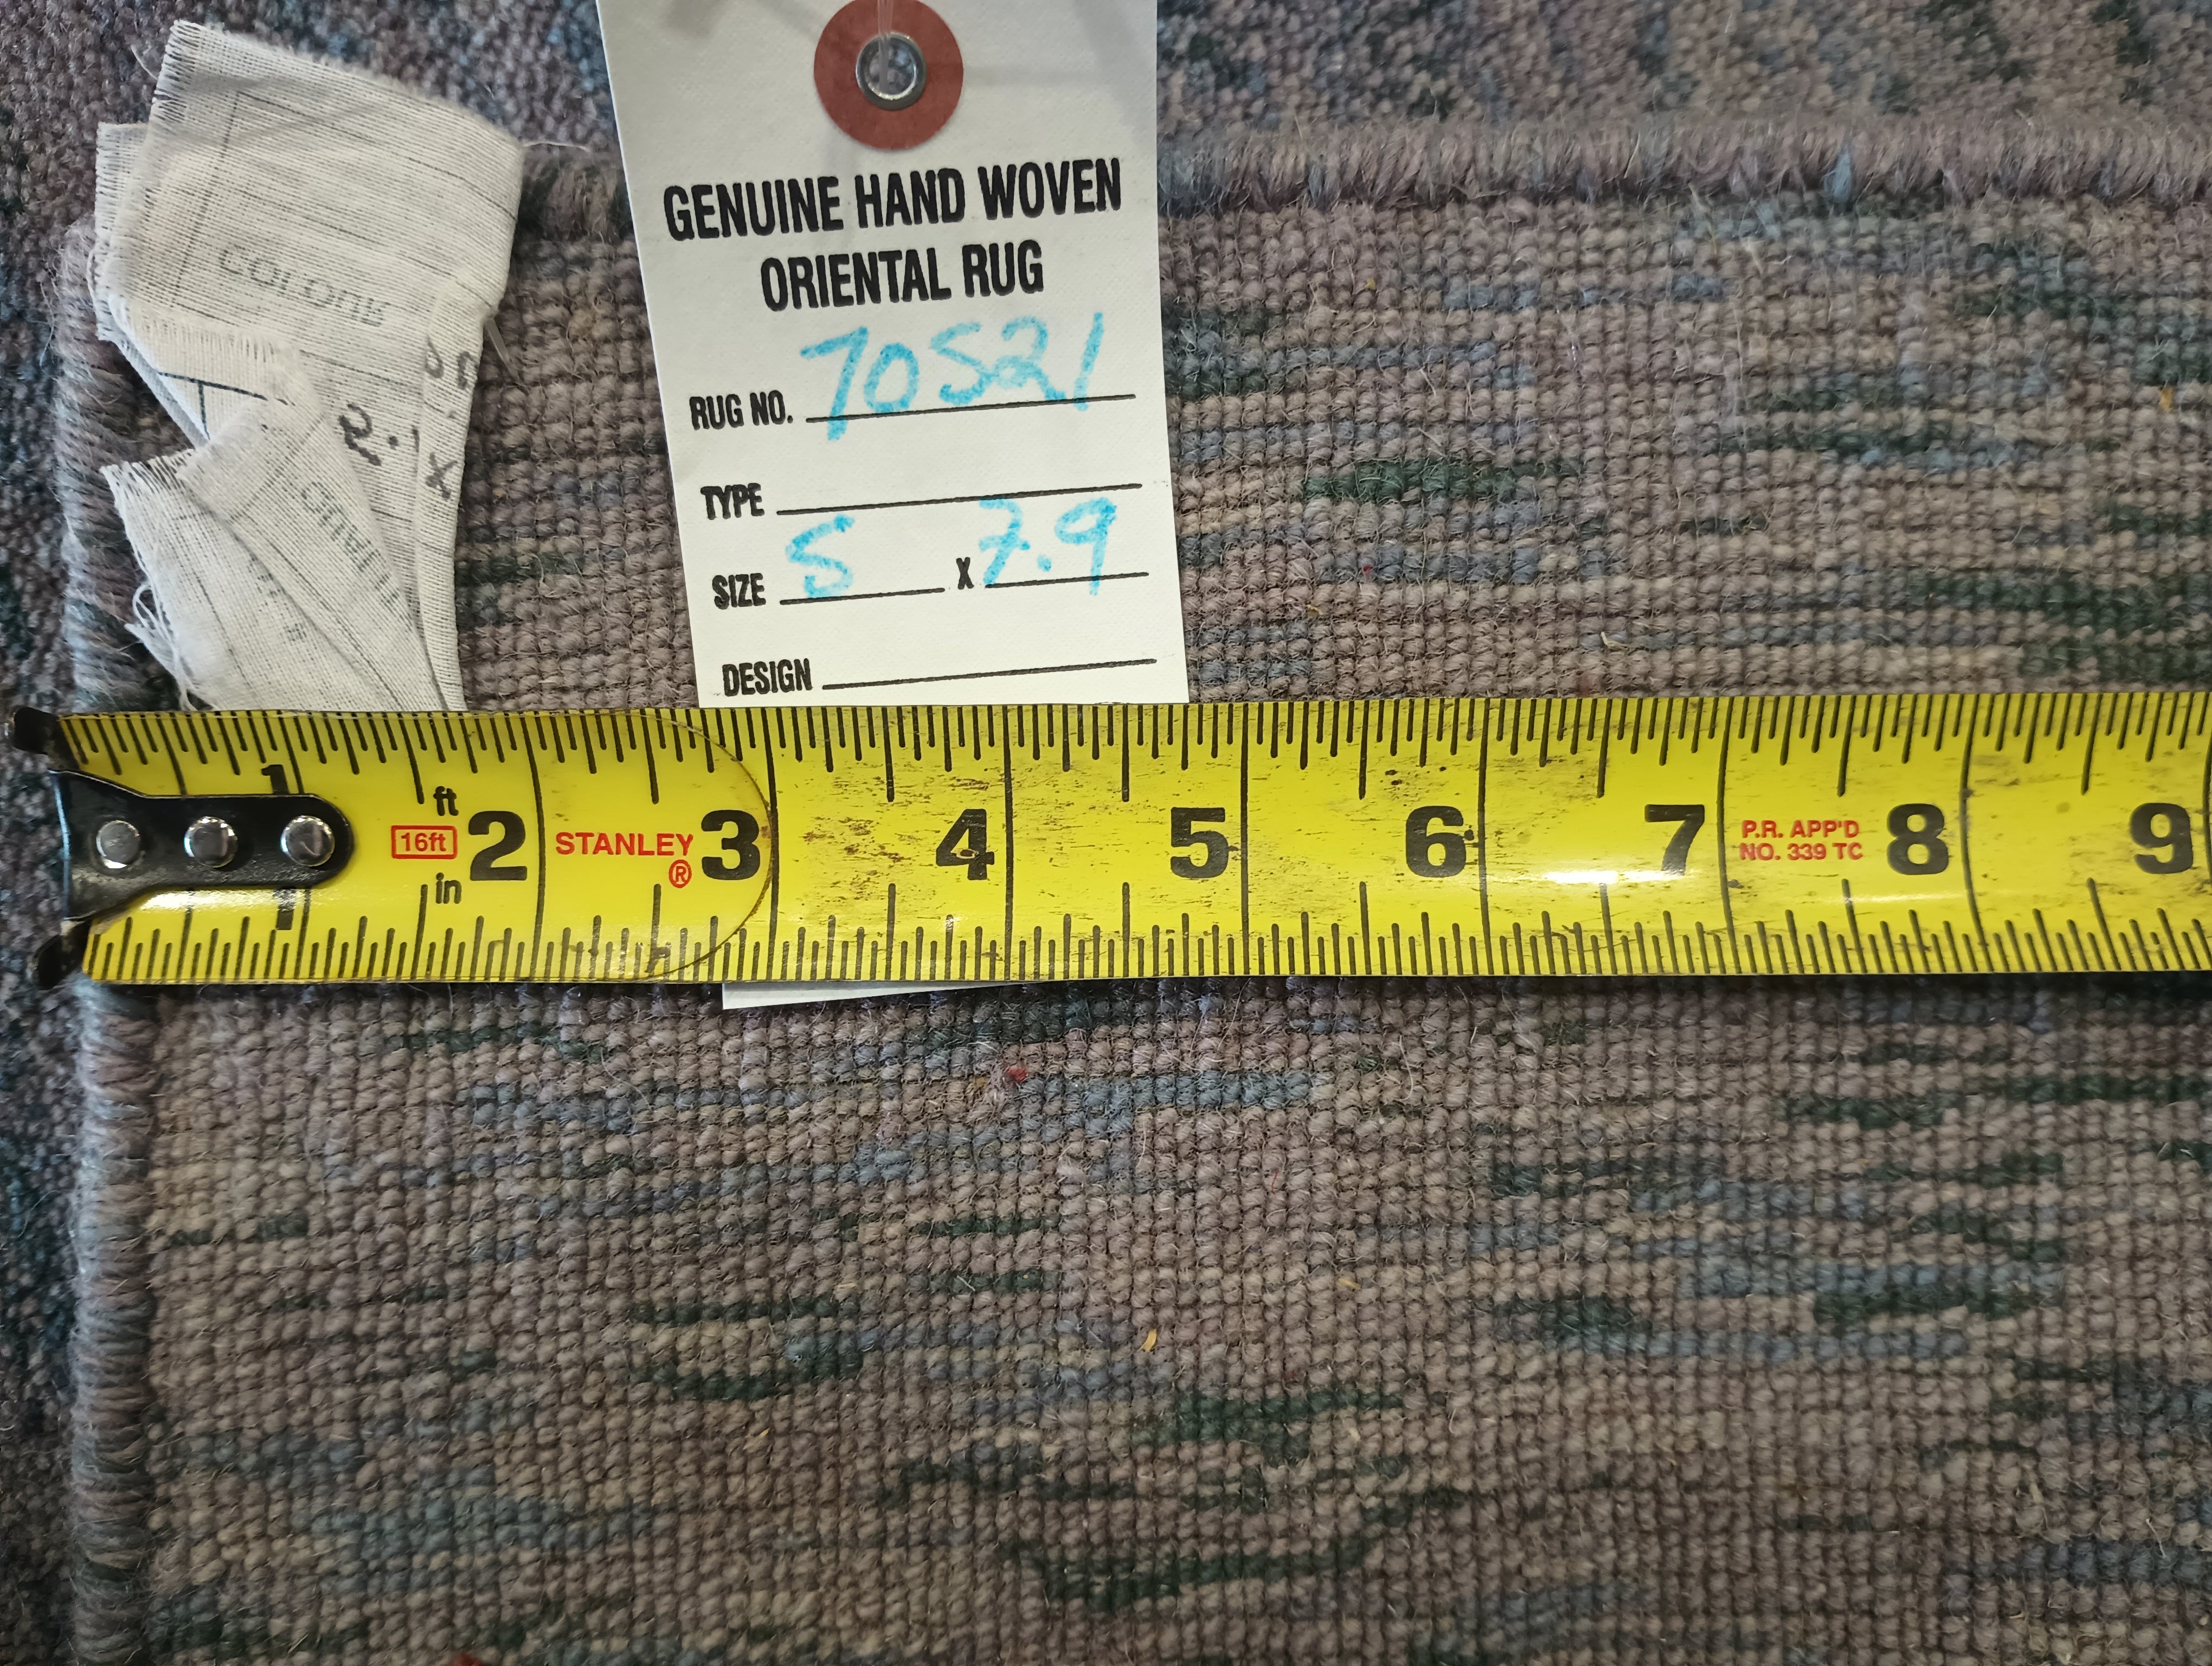 GENUINE HAND WOVEN
ORIENTAL RUG
RUG NO. 70521
TYPE
SIZE 5 X 7.9
DESIGN
1 2 3 4 5 6 7 8 9
ft
16ft
in
STANLEY
®
P.R. APP'D
NO. 339 TC